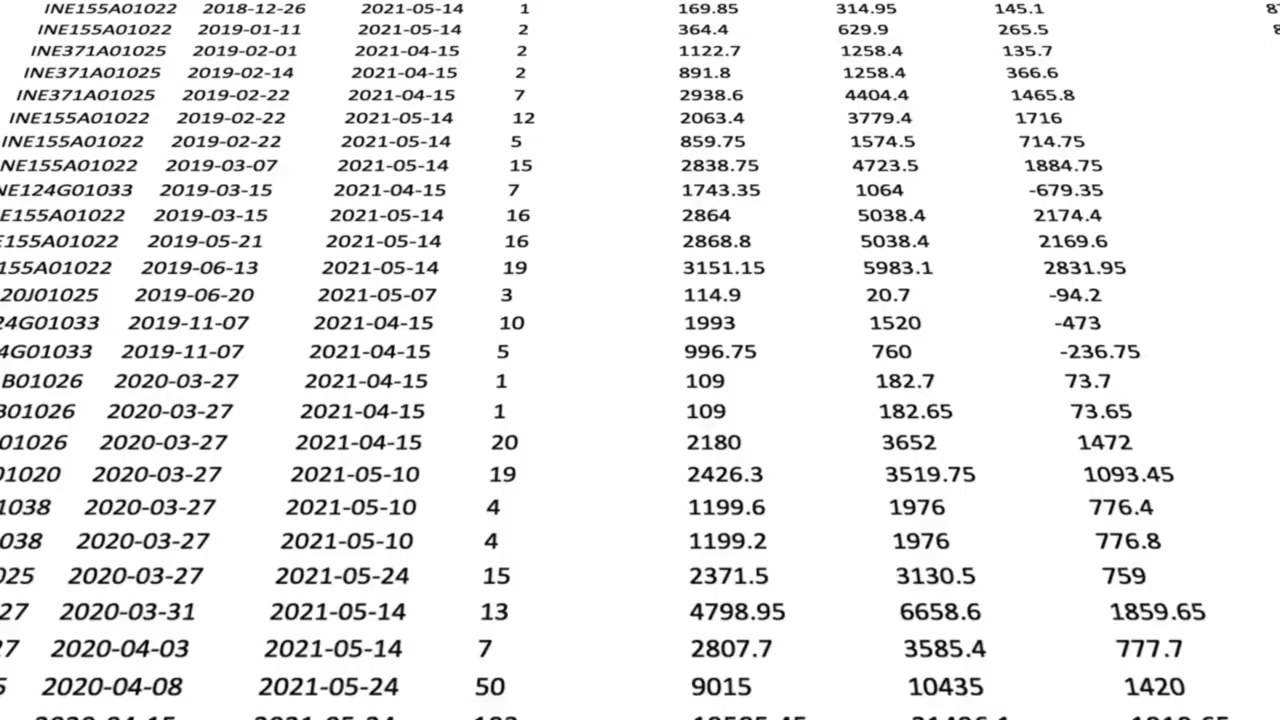 INE155A01022 2018-12-26 2021-05-14 1 169.85 314.95 145.1
INE155A01022 2019-01-11 2021-05-14 2 364.4 629.9 265.5
INE371A01025 2019-02-01 2021-04-15 2 1122.7 1258.4 135.7
INE371A01025 2019-02-14 2021-04-15 2 891.8 1258.4 366.6
INE371A01025 2019-02-22 2021-04-15 7 2938.6 4404.4 1465.8
INE155A01022 2019-02-22 2021-05-14 12 2063.4 3779.4 1716
INE155A01022 2019-02-22 2021-05-14 5 859.75 1574.5 714.75
NE155A01022 2019-03-07 2021-05-14 15 2838.75 4723.5 1884.75
NE124G01033 2019-03-15 2021-04-15 7 1743.35 1064 -679.35
E155A01022 2019-03-15 2021-05-14 16 2864 5038.4 2174.4
E155A01022 2019-05-21 2021-05-14 16 2868.8 5038.4 2169.6
155A01022 2019-06-13 2021-05-14 19 3151.15 5983.1 2831.95
20J01025 2019-06-20 2021-05-07 3 114.9 20.7 -94.2
24G01033 2019-11-07 2021-04-15 10 1993 1520 -473
4G01033 2019-11-07 2021-04-15 5 996.75 760 -236.75
B01026 2020-03-27 2021-04-15 1 109 182.7 73.7
B01026 2020-03-27 2021-04-15 1 109 182.65 73.65
01026 2020-03-27 2021-04-15 20 2180 3652 1472
01020 2020-03-27 2021-05-10 19 2426.3 3519.75 1093.45
1038 2020-03-27 2021-05-10 4 1199.6 1976 776.4
038 2020-03-27 2021-05-10 4 1199.2 1976 776.8
025 2020-03-27 2021-05-24 15 2371.5 3130.5 759
27 2020-03-31 2021-05-14 13 4798.95 6658.6 1859.65
27 2020-04-03 2021-05-14 7 2807.7 3585.4 777.7
5 2020-04-08 2021-05-24 50 9015 10435 1420